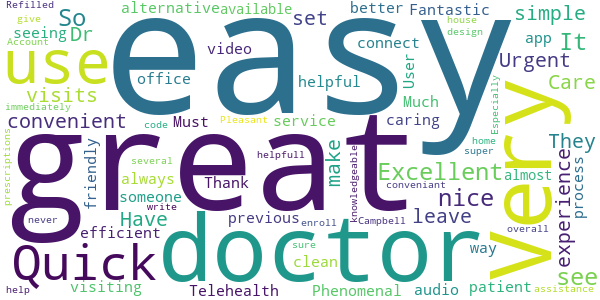 Refilled
alternative
available
better
Fantastic
house
give
So
seeing
Dr
easy
set
design
simple
Account
use
video
connect
app
It
office
helpful
User
Urgent
visits
Much
Especially
Care
immediately
convenient
code
Must
Pleasant
service
caring
home
They
prescriptions
great
very
friendly
several
helpfull
make
knowledgeable
super
Excellent
almost
process
experience
always
Thank
conveniant
someone
write
nice
Have
previous
enroll
Campbell
leave
never
efficient
doctor
overall
Quick
sure
way
clean
see
help
visiting
Telehealth
Phenomenal
audio
patient
assistance